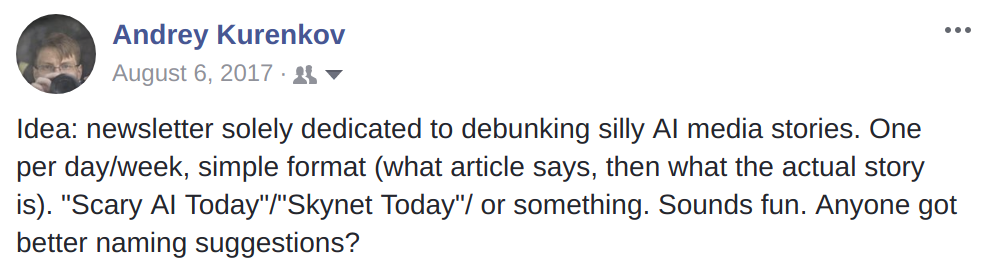 Andrey Kurenkov
August 6, 2017 ·
Idea: newsletter solely dedicated to debunking silly AI media stories. One
per day/week, simple format (what article says, then what the actual story
is). "Scary AI Today"/"Skynet Today"/ or something. Sounds fun. Anyone got
better naming suggestions?